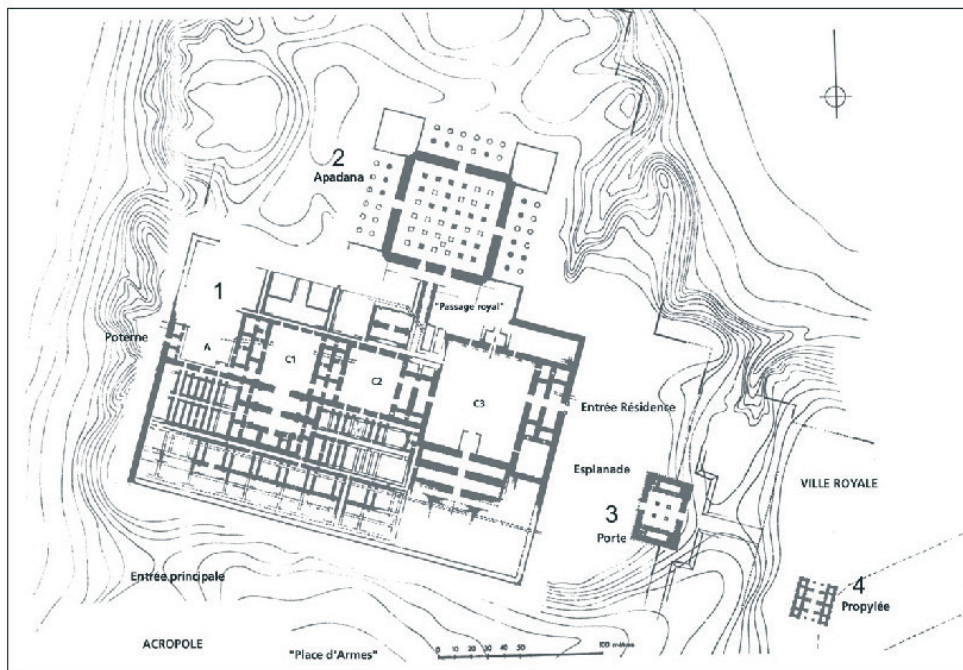 2
Apadana
1
"Passage royal"
Poterne
A
C1
C2
C3
Entrée Résidence
Esplanade
VILLE ROYALE
3
Porte
4
Propylée
Entrée principale
ACROPOLE
"Place d'Armes"
0 10 20 30 40 50 100 mètres